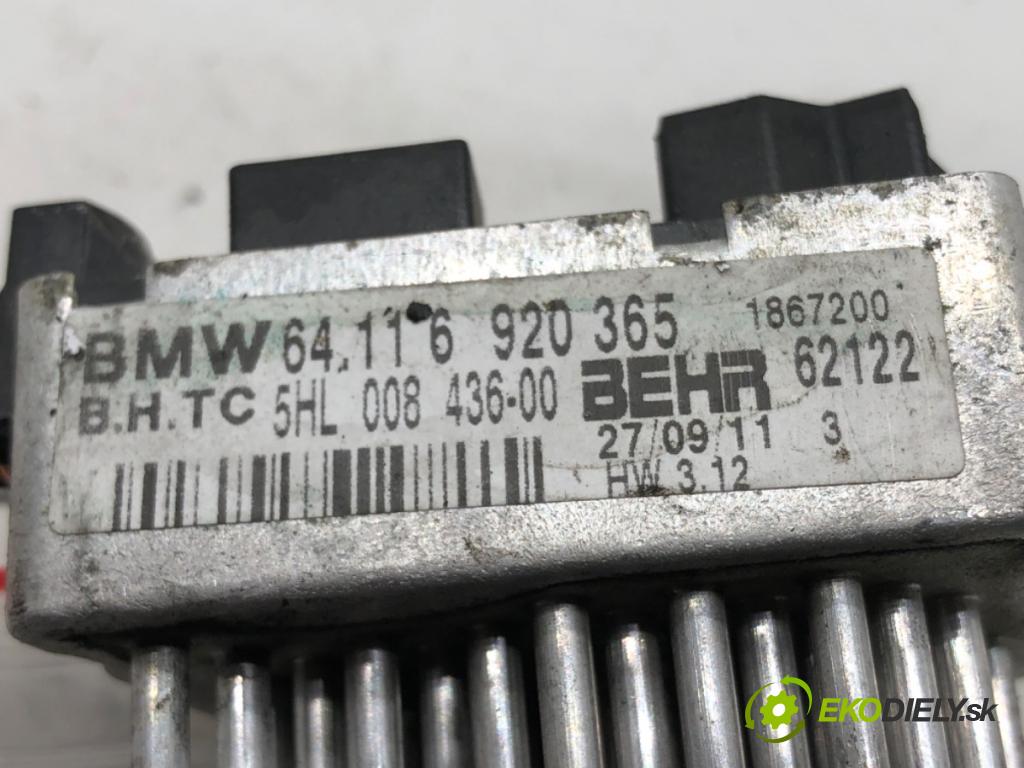 BMW 64.11 6 920 365 1867200
B.H.TC 5HL 008 436-00 BEHR 62122
27/09/11 3
HW 3.12
EKODIELY.sk